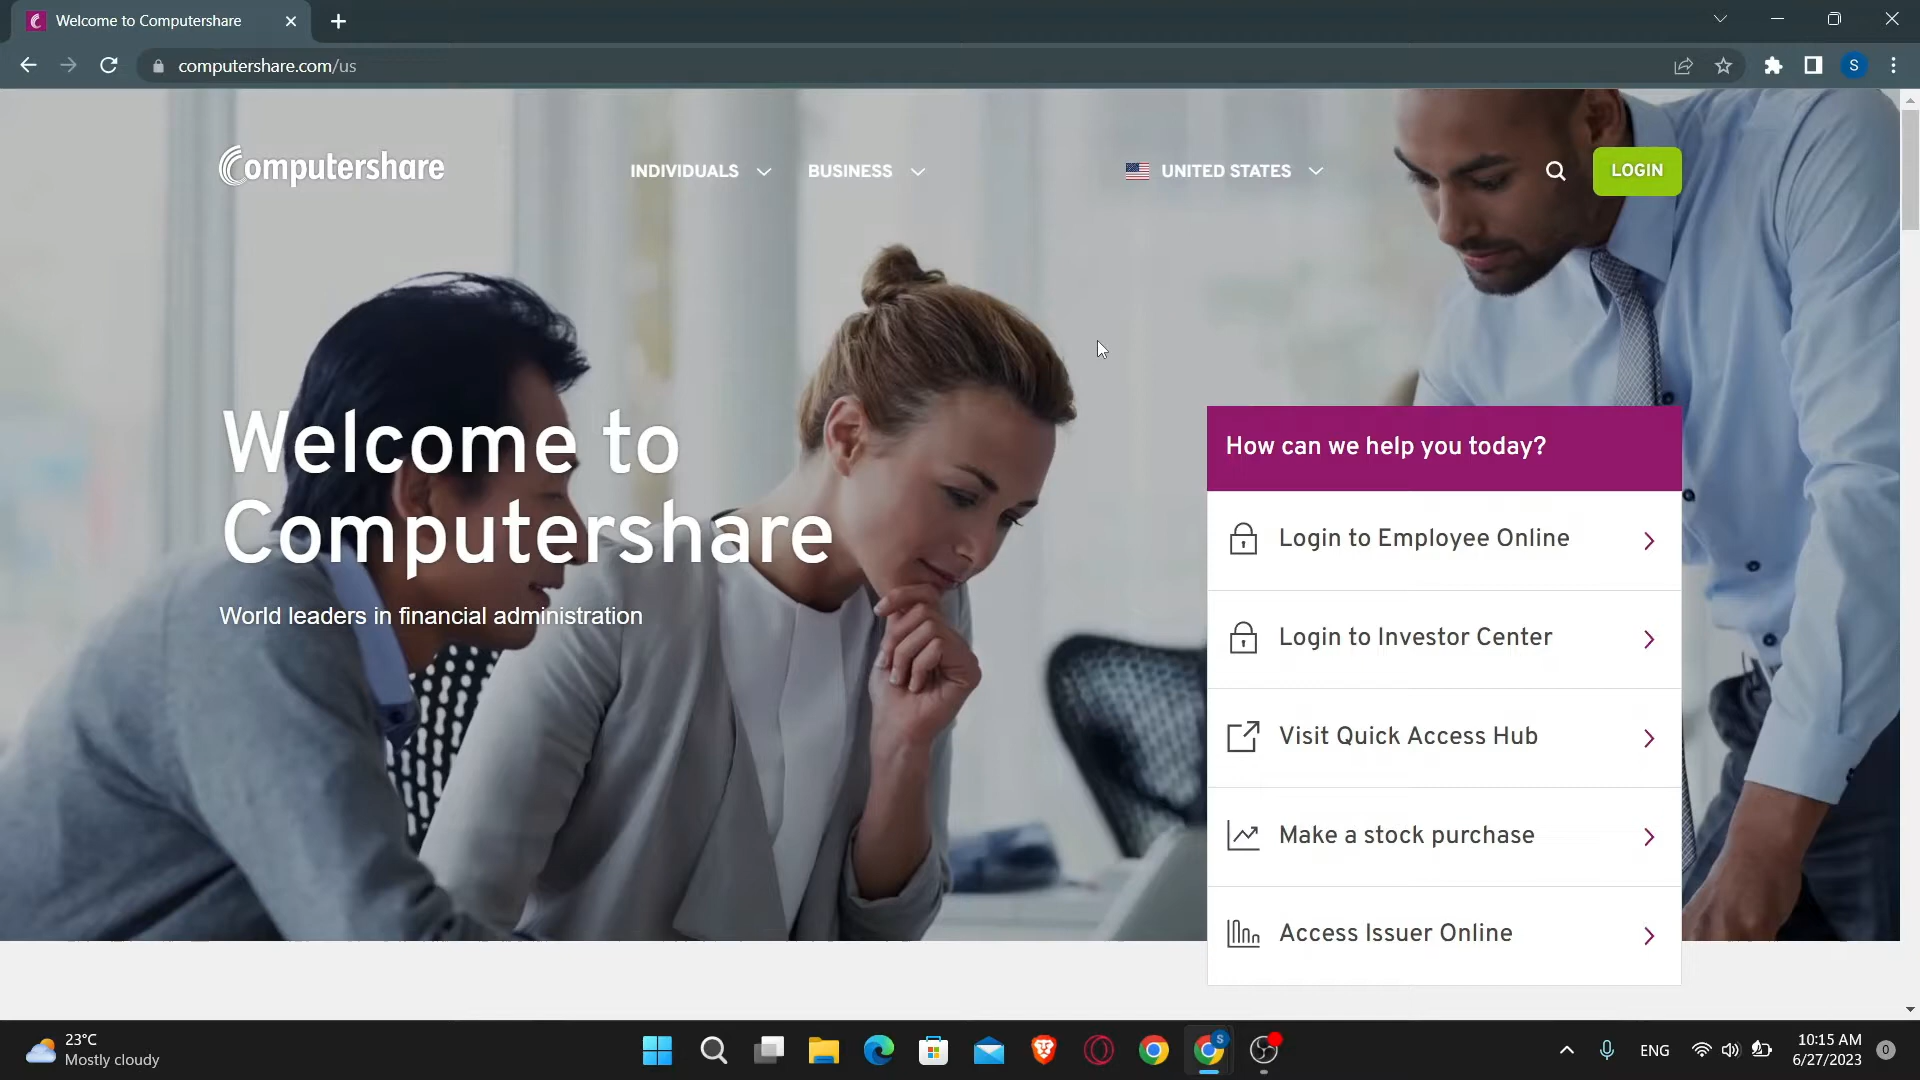 Welcome to Computershare
computershare.com/us
S
Computershare
INDIVIDUALS
BUSINESS
UNITED STATES
LOGIN
Welcome to
Computershare
World leaders in financial administration
How can we help you today?
Login to Employee Online
Login to Investor Center
Visit Quick Access Hub
Make a stock purchase
Access Issuer Online
23°C
Mostly cloudy
S
ENG
10:15 AM
6/27/2023
0